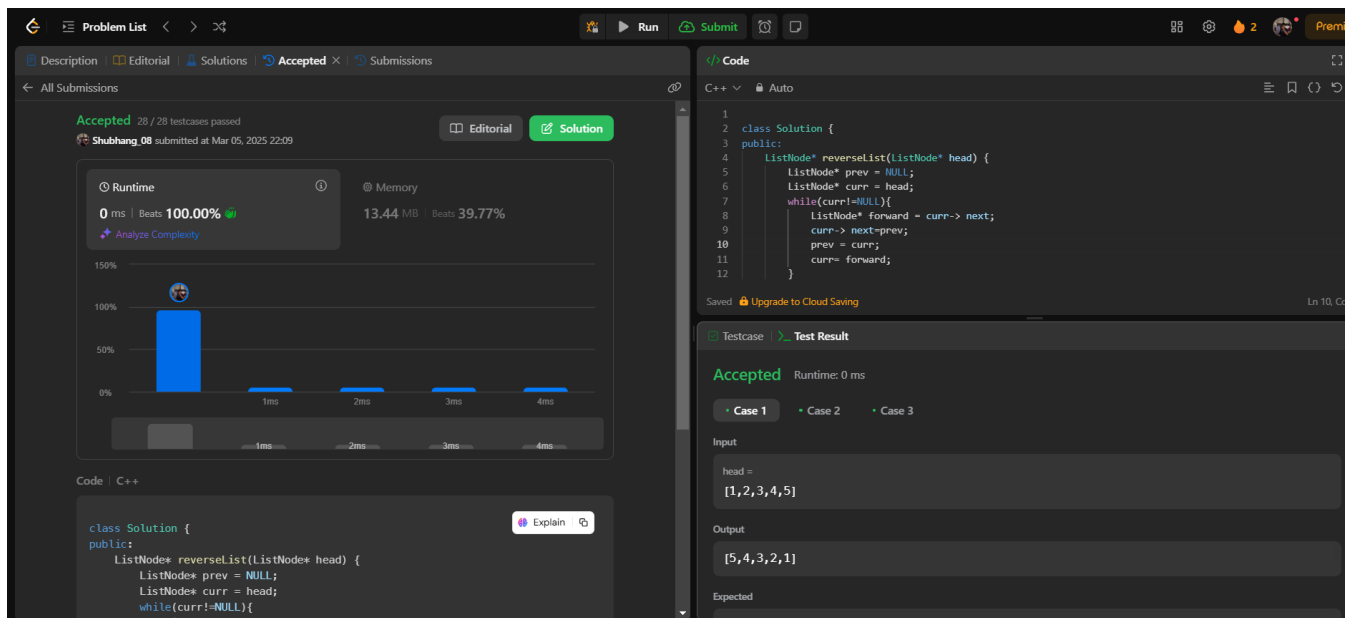 Problem List
Run
Submit
2
Premi
Description
Editorial
Solutions
Accepted
Submissions
All Submissions
Accepted 28 / 28 testcases passed
Shubhang_08 submitted at Mar 05, 2025 22:09
Editorial
Solution
Runtime
0 ms | Beats 100.00%
Analyze Complexity
Memory
13.44 MB | Beats 39.77%
150%
100%
50%
0%
1ms 2ms 3ms 4ms
1ms 2ms 3ms 4ms
Code | C++
Explain
class Solution {
public:
ListNode* reverseList(ListNode* head) {
ListNode* prev = NULL;
ListNode* curr = head;
while(curr!=NULL){
</> Code
C++ Auto
1
2 class Solution {
3 public:
4 ListNode* reverseList(ListNode* head) {
5 ListNode* prev = NULL;
6 ListNode* curr = head;
7 while(curr!=NULL){
8 ListNode* forward = curr-> next;
9 curr-> next=prev;
10 prev = curr;
11 curr= forward;
12 }
Saved Upgrade to Cloud Saving
Ln 10, Co
Testcase
>_ Test Result
Accepted Runtime: 0 ms
• Case 1 • Case 2 • Case 3
Input
head =
[1,2,3,4,5]
Output
[5,4,3,2,1]
Expected